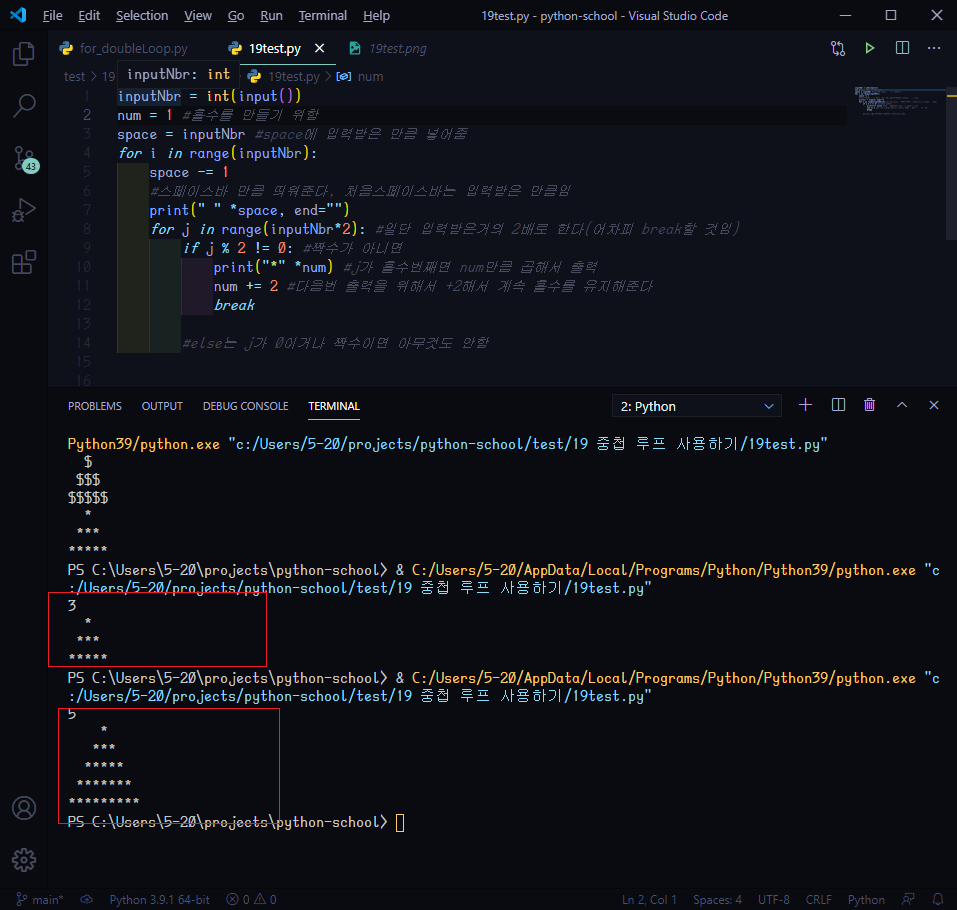 File Edit Selection View Go Run Terminal Help 19test.py - python-school - Visual Studio Code
for_doubleLoop.py 19test.py 19test.png
test > 19 inputNbr: int 19test.py > num
1 inputNbr = int(input())
2 num = 1 #홀수를 만들기 위함
3 space = inputNbr #space에 입력받은 만큼 넣어줌
4 for i in range(inputNbr):
5 space -= 1
6 #스페이스바 만큼 띄워준다, 처음스페이스바는 입력받은 만큼임
7 print(" " *space, end="")
8 for j in range(inputNbr*2): #일단 입력받은거의 2배로 한다(어차피 break할 것임)
9 if j % 2 != 0: #짝수가 아니면
10 print("*" *num) #j가 홀수번째면 num만큼 곱해서 출력
11 num += 2 #다음번 출력을 위해서 +2해서 계속 홀수를 유지해준다
12 break
13
14 #else는 j가 0이거나 짝수이면 아무것도 안함
15
16
43
PROBLEMS OUTPUT DEBUG CONSOLE TERMINAL 2: Python
Python39/python.exe "c:/Users/5-20/projects/python-school/test/19 중첩 루프 사용하기/19test.py"
$
$$$
$$$$$
*
***
*****
PS C:\Users\5-20\projects\python-school> & C:/Users/5-20/AppData/Local/Programs/Python/Python39/python.exe "c
:/Users/5-20/projects/python-school/test/19 중첩 루프 사용하기/19test.py"
3
*
***
*****
PS C:\Users\5-20\projects\python-school> & C:/Users/5-20/AppData/Local/Programs/Python/Python39/python.exe "c
:/Users/5-20/projects/python-school/test/19 중첩 루프 사용하기/19test.py"
5
*
***
*****
*******
*********
PS C:\Users\5-20\projects\python-school>
main* Python 3.9.1 64-bit 0 0 Ln 2, Col 1 Spaces: 4 UTF-8 CRLF Python